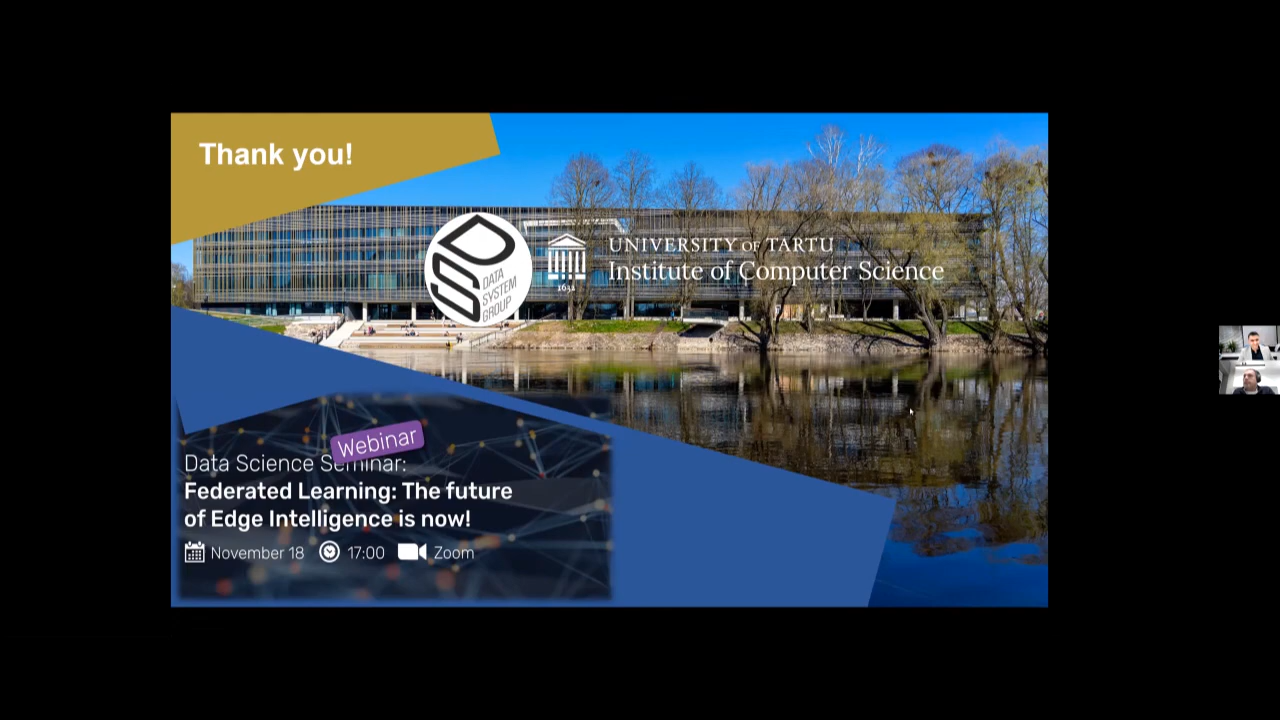 Thank you!
DATA
SYSTEM
GROUP
1632
UNIVERSITY OF TARTU
Institute of Computer Science
Webinar
Data Science Seminar:
Federated Learning: The future
of Edge Intelligence is now!
November 18 17:00 Zoom